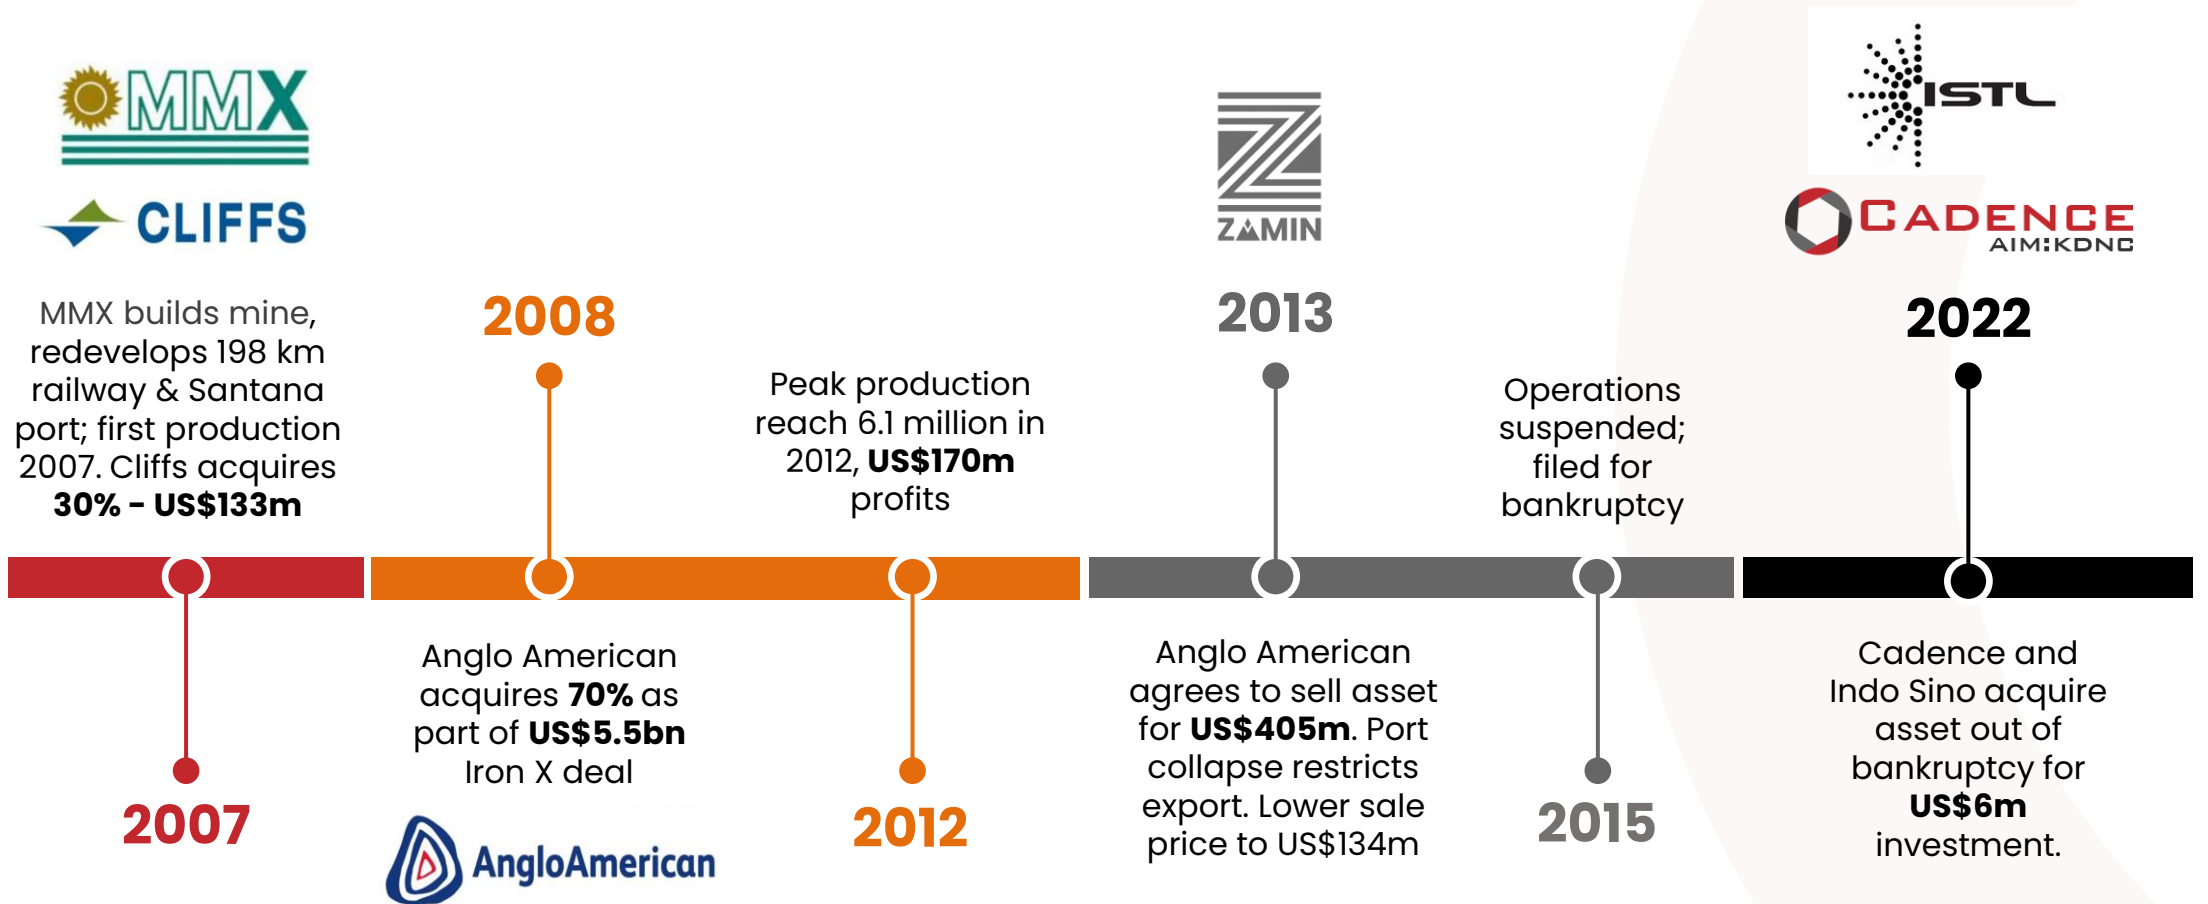 MMX
CLIFFS
MMX builds mine,
redevelops 198 km
railway & Santana
port; first production
2007. Cliffs acquires
30% - US$133m
2007
2008
Anglo American
acquires 70% as
part of US$5.5bn
Iron X deal
AngloAmerican
Peak production
reach 6.1 million in
2012, US$170m
profits
2012
ZAMIN
2013
Anglo American
agrees to sell asset
for US$405m. Port
collapse restricts
export. Lower sale
price to US$134m
Operations
suspended;
filed for
bankruptcy
2015
ISTL
CADENCE
AIM:KDNC
2022
Cadence and
Indo Sino acquire
asset out of
bankruptcy for
US$6m
investment.